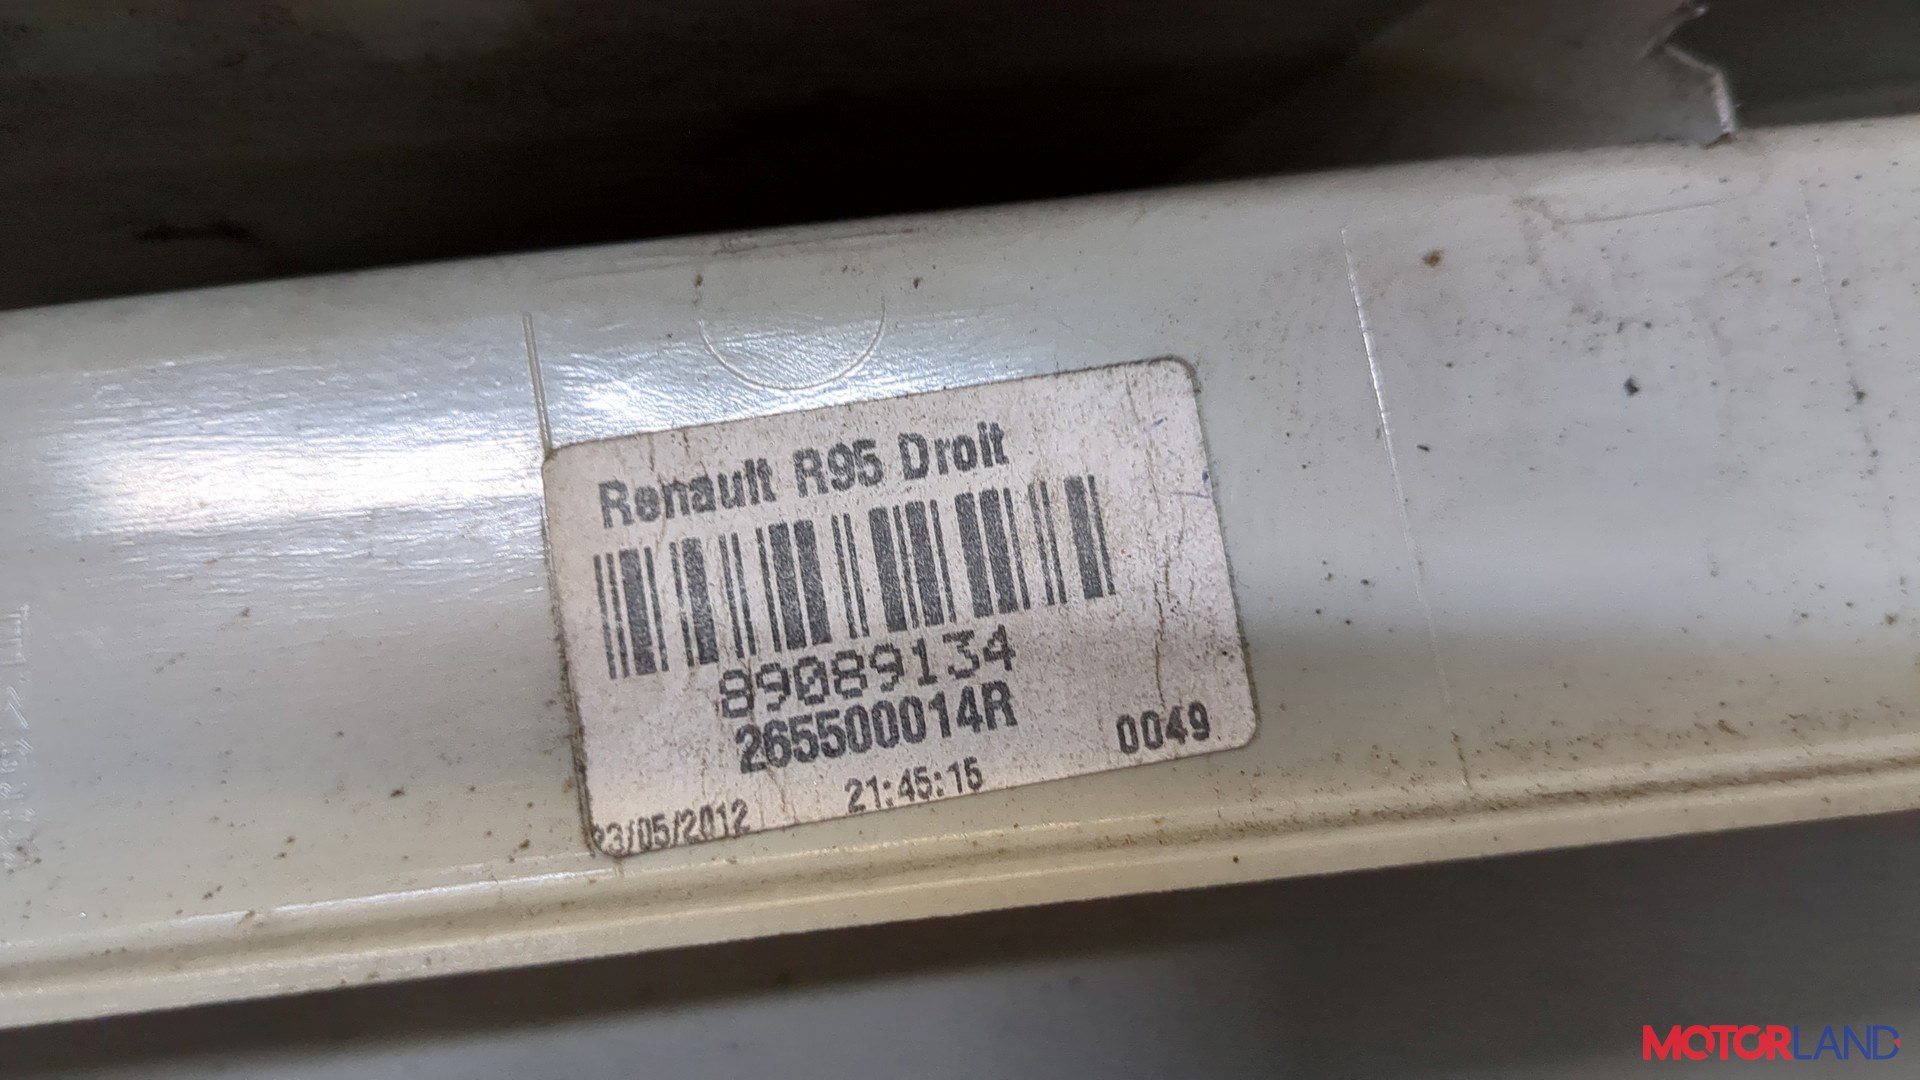 Renault R95 Droit
89089134
265500014R
0049
23/05/2012 21:45:15
MOTORLAND